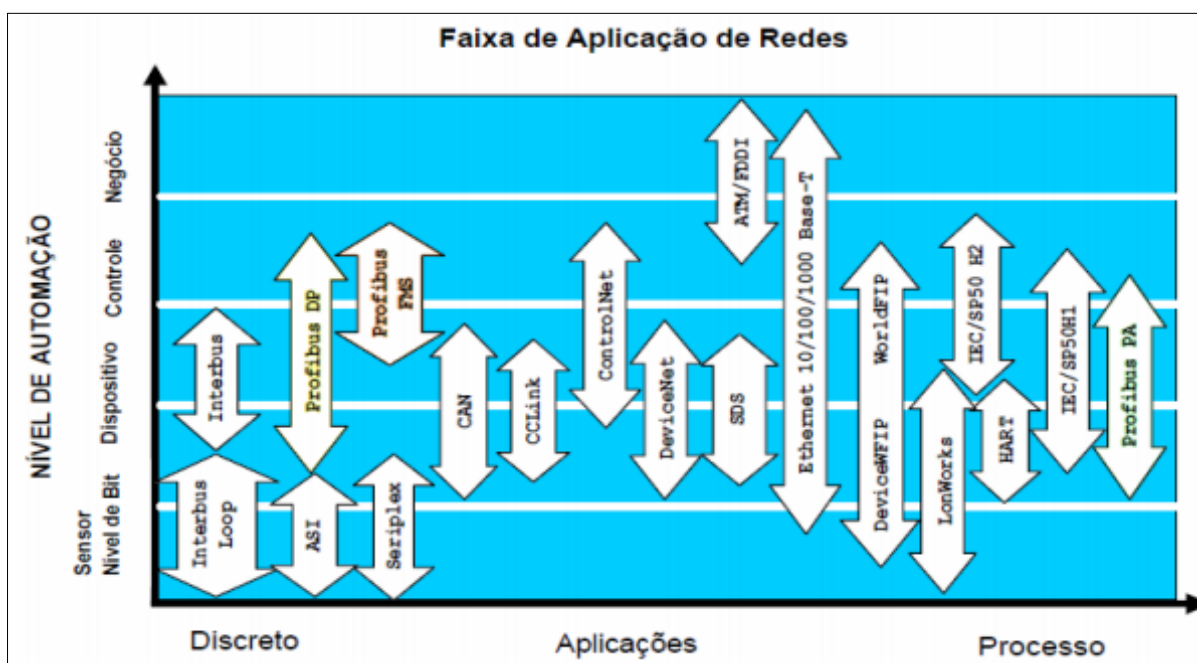 Faixa de Aplicação de Redes
NÍVEL DE AUTOMAÇÃO
Negócio
Controle
Dispositivo
Sensor
Nivel de Bit
Interbus
Interbus
Loop
Profibus DP
ASI
Profibus
FMS
Seriplex
CAN
CCLink
ControlNet
DeviceNet
ATM/FDDI
SDS
Ethernet 10/100/1000 Base-T
WorldFIP
DeviceWFIP
LonWorks
IEC/SP50 H2
HART
IEC/SP50H1
Profibus PA
Discreto
Aplicações
Processo